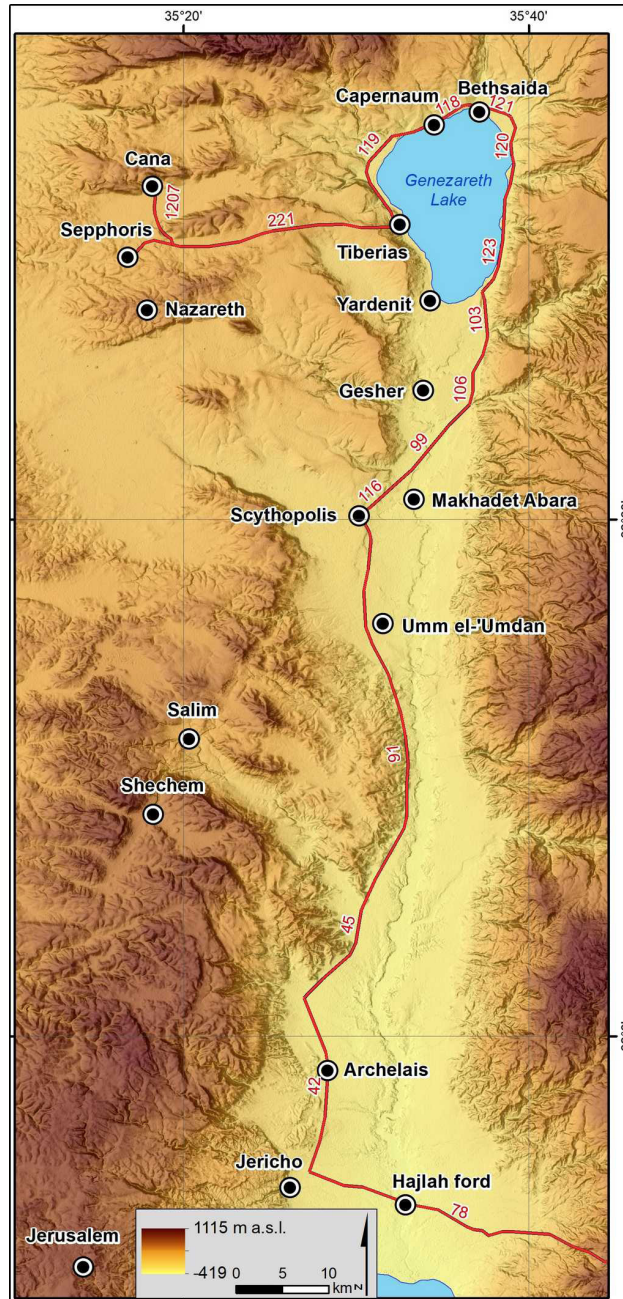 35°20'
35°40'
Bethsaida
Capernaum
118
121
119
120
Cana
Genezareth
Lake
1207
Sepphoris
221
Tiberias
123
Yardenit
Nazareth
103
Gesher
106
99
116
Makhadet Abara
Scythopolis
Umm el-'Umdan
Salim
91
Shechem
45
Archelais
42
Jericho
Hajlah ford
78
Jerusalem
1115 m a.s.l.
-419
0 5 10
km
N